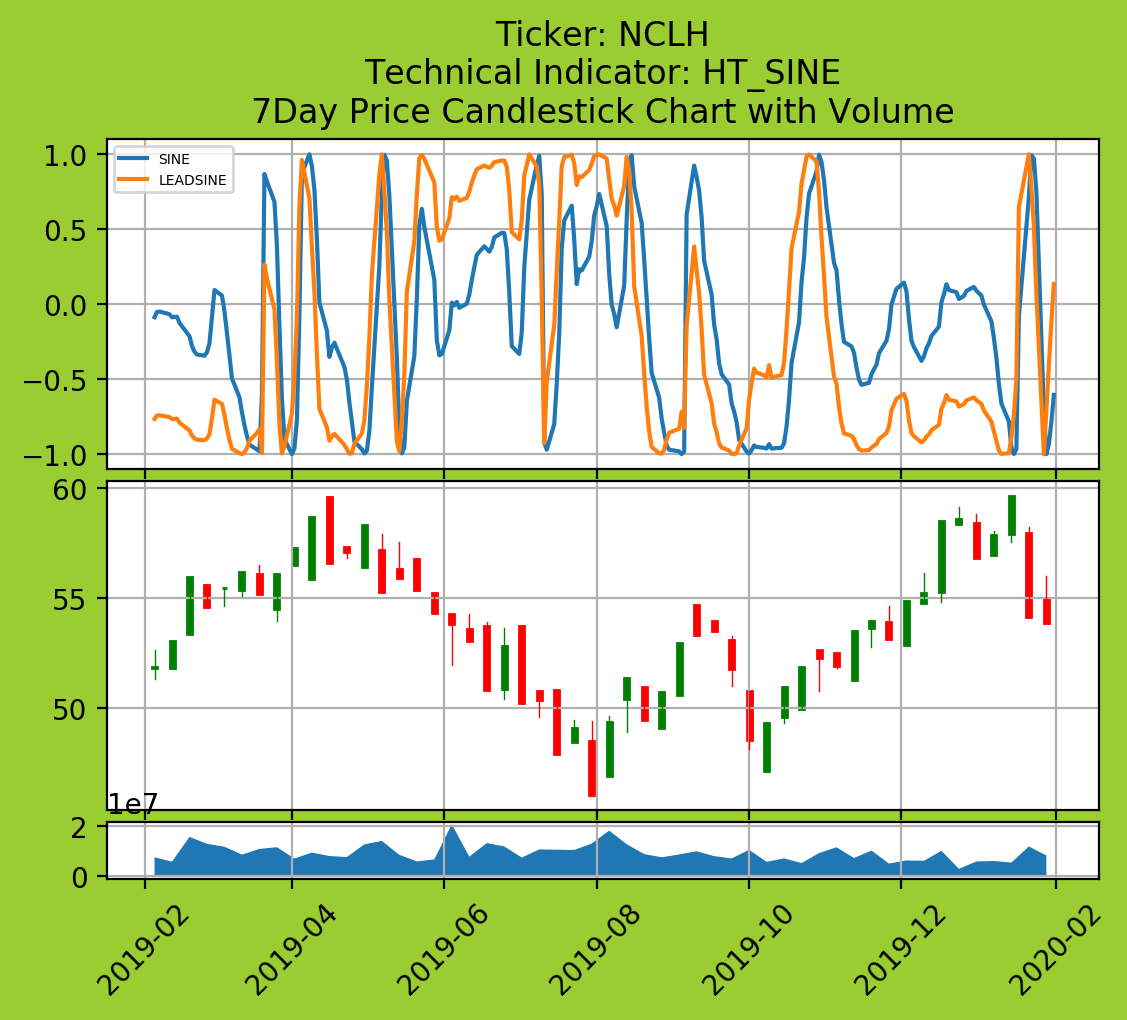 Ticker: NCLH
Technical Indicator: HT_SINE
7Day Price Candlestick Chart with Volume
SINE
LEADSINE
1.0
0.5
0.0
−0.5
−1.0
60
55
50
1e7
2
0
2019-02
2019-04
2019-06
2019-08
2019-10
2019-12
2020-02